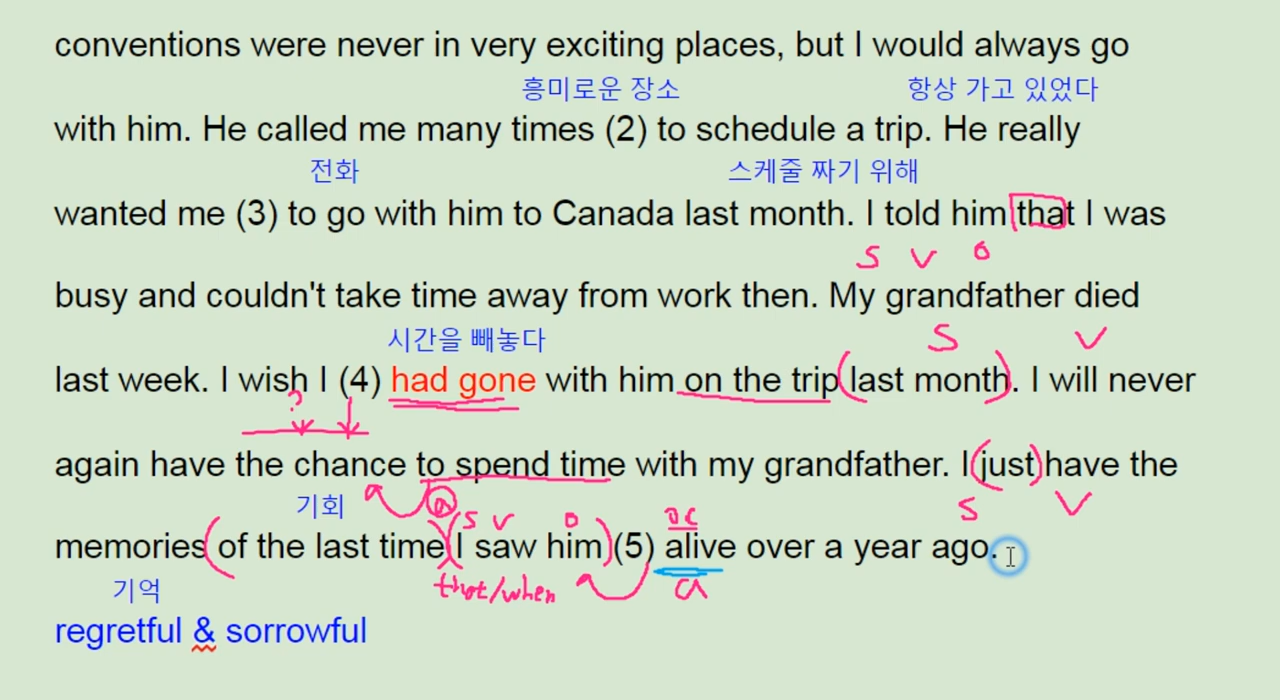 conventions were never in very exciting places, but I would always go
흥미로운 장소 항상 가고 있었다
with him. He called me many times (2) to schedule a trip. He really
전화 스케줄 짜기 위해
wanted me (3) to go with him to Canada last month. I told him that I was
S V O
busy and couldn't take time away from work then. My grandfather died
시간을 빼놓다 S V
last week. I wish I (4) had gone with him on the trip (last month). I will never
?
again have the chance to spend time with my grandfather. I (just) have the
기회 a a S V O OC S V
memories (of the last time) (I saw him) (5) alive over a year ago.
기억 that/when a
regretful & sorrowful